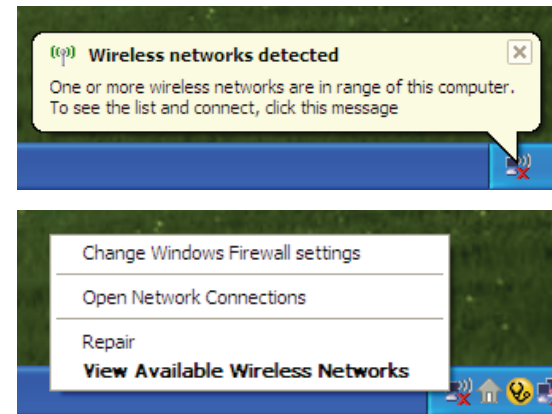 Wireless networks detected
One or more wireless networks are in range of this computer.
To see the list and connect, click this message
Change Windows Firewall settings
Open Network Connections
Repair
View Available Wireless Networks